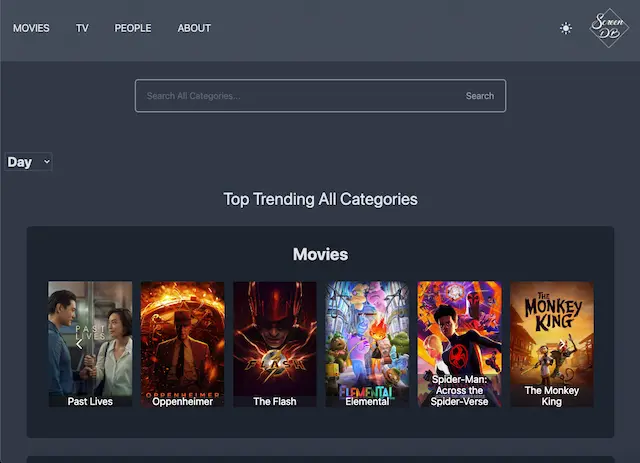 MOVIES TV PEOPLE ABOUT
Screen
DB
Search All Categories... Search
Day
Top Trending All Categories
Movies
PAST
LIVES
OPPENHEIMER
FLASH
ELEMENTAL
THE
MONKEY
KING
Past Lives
Oppenheimer
The Flash
Elemental
Spider-Man:
Across the
Spider-Verse
The Monkey
King